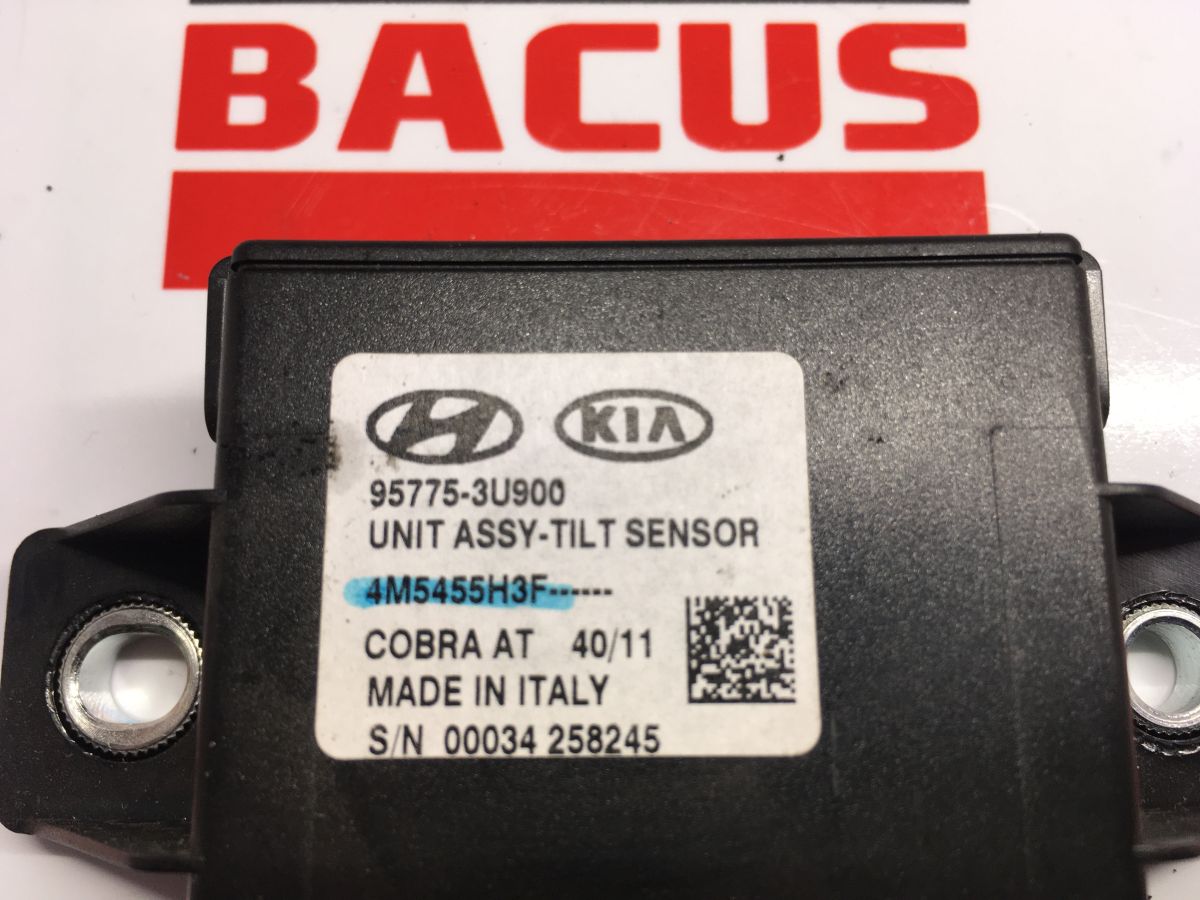 BACUS
KIA
95775-3U900
UNIT ASSY-TILT SENSOR
4M5455H3F------
COBRA AT 40/11
MADE IN ITALY
S/N 00034 258245